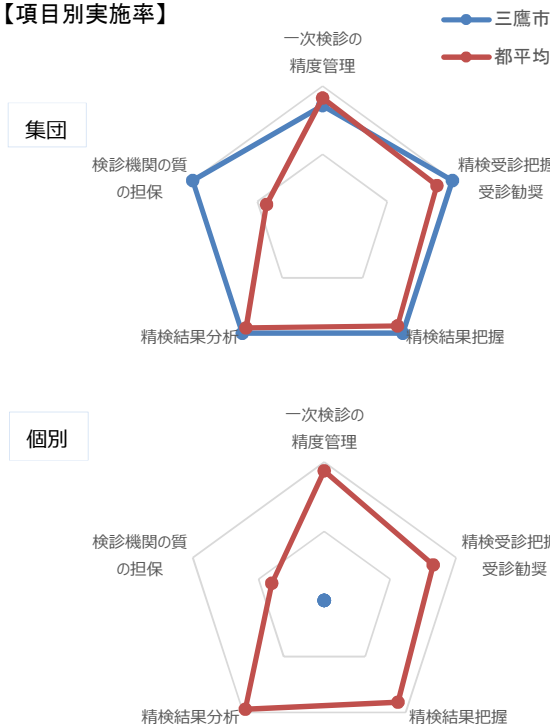 【項目別実施率】
三鷹市
都平均
集団
一次検診の
精度管理
検診機関の質
の担保
精検受診把握
受診勧奨
精検結果分析
精検結果把握
個別
一次検診の
精度管理
検診機関の質
の担保
精検受診把
受診勧奨
精検結果分析
精検結果把握